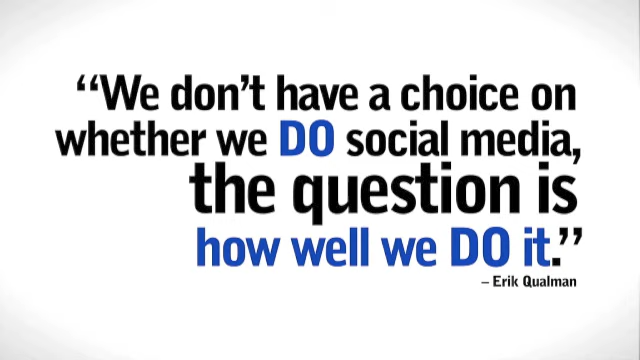 “We don’t have a choice on
whether we DO social media,
the question is
how well we DO it.”
– Erik Qualman